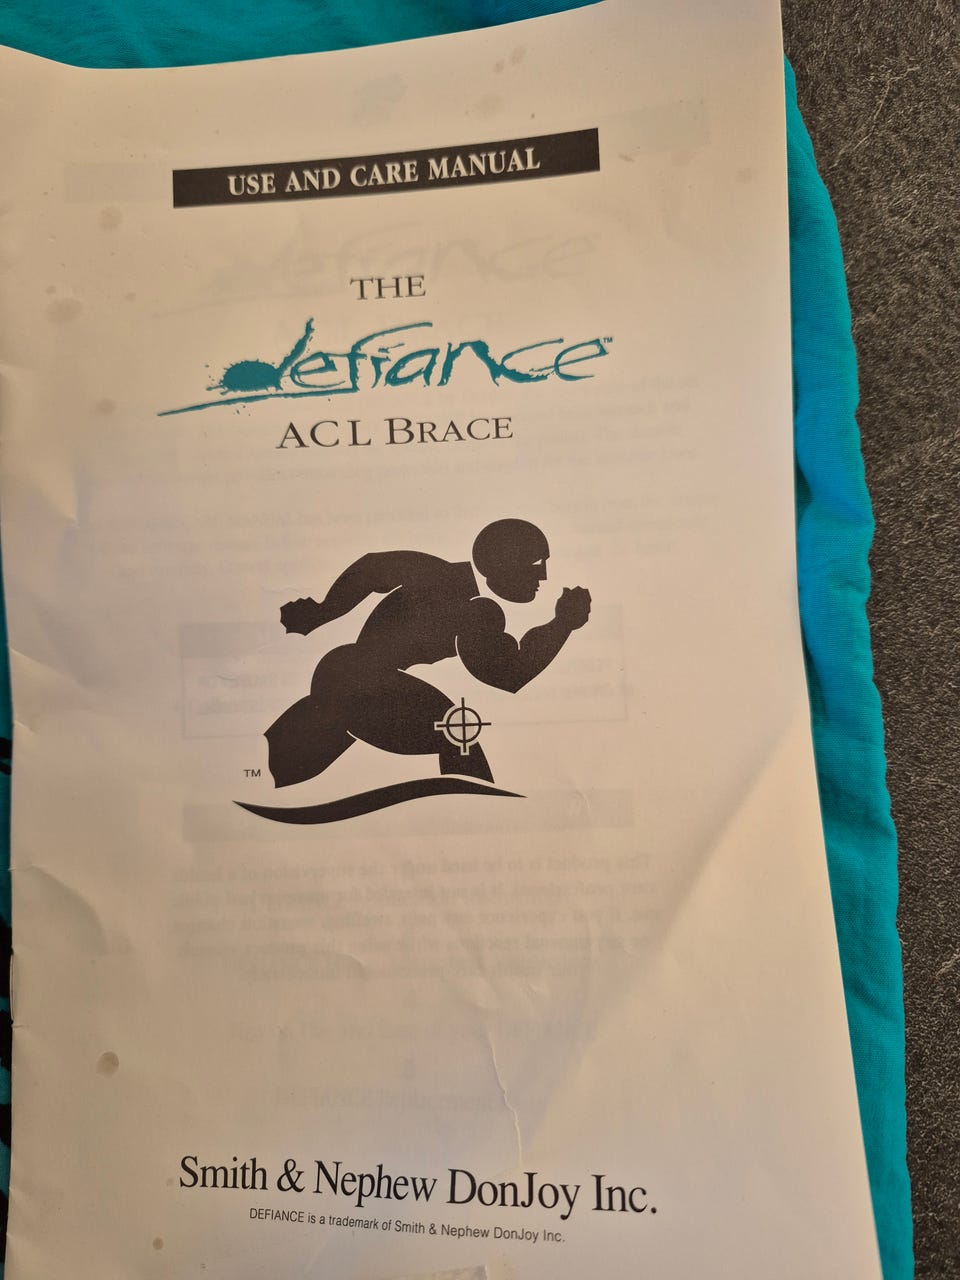 USE AND CARE MANUAL
THE
defiance™
ACL BRACE
TM
Smith & Nephew DonJoy Inc.
DEFIANCE is a trademark of Smith & Nephew DonJoy Inc.